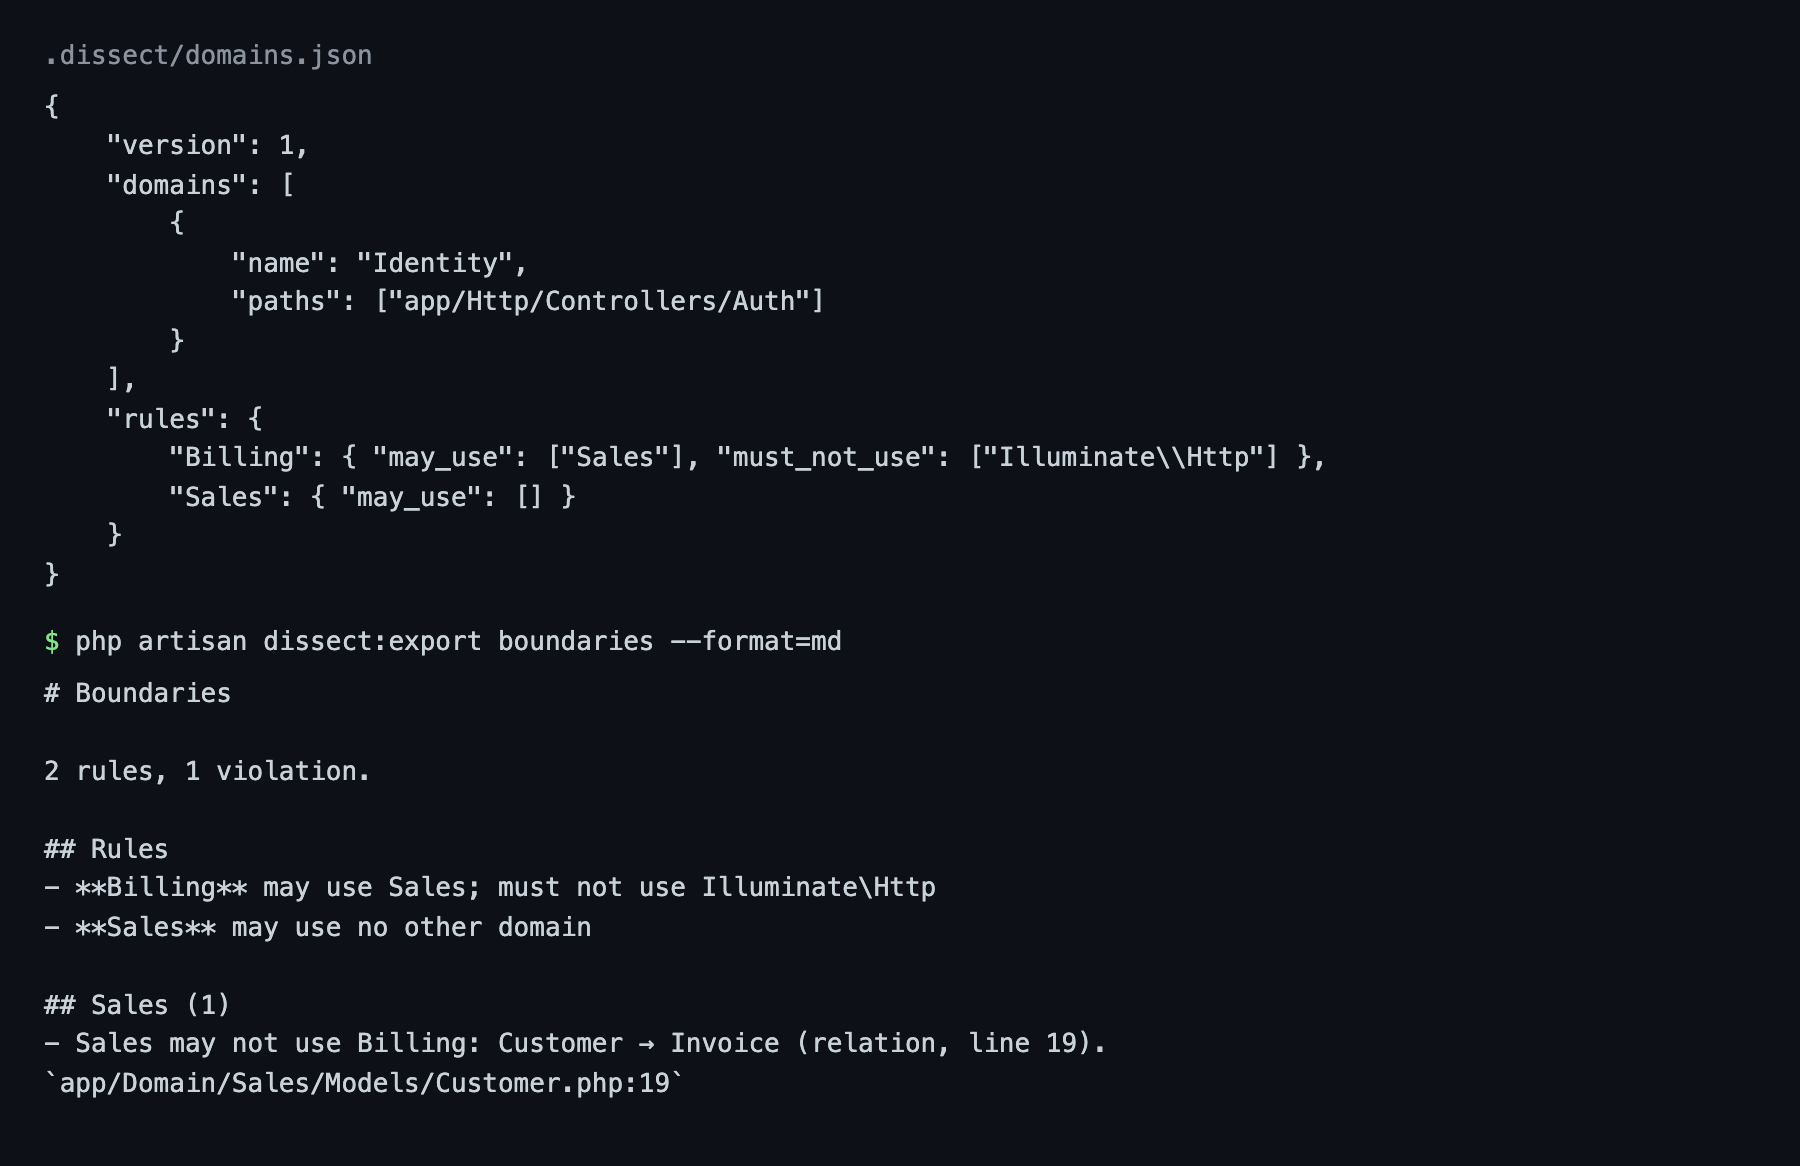 .dissect/domains.json
{
    "version": 1,
    "domains": [
        {
            "name": "Identity",
            "paths": ["app/Http/Controllers/Auth"]
        }
    ],
    "rules": {
        "Billing": { "may_use": ["Sales"], "must_not_use": ["Illuminate\\Http"] },
        "Sales": { "may_use": [] }
    }
}
$ php artisan dissect:export boundaries --format=md
# Boundaries
2 rules, 1 violation.
## Rules
- **Billing** may use Sales; must not use Illuminate\Http
- **Sales** may use no other domain
## Sales (1)
- Sales may not use Billing: Customer → Invoice (relation, line 19).
`app/Domain/Sales/Models/Customer.php:19`